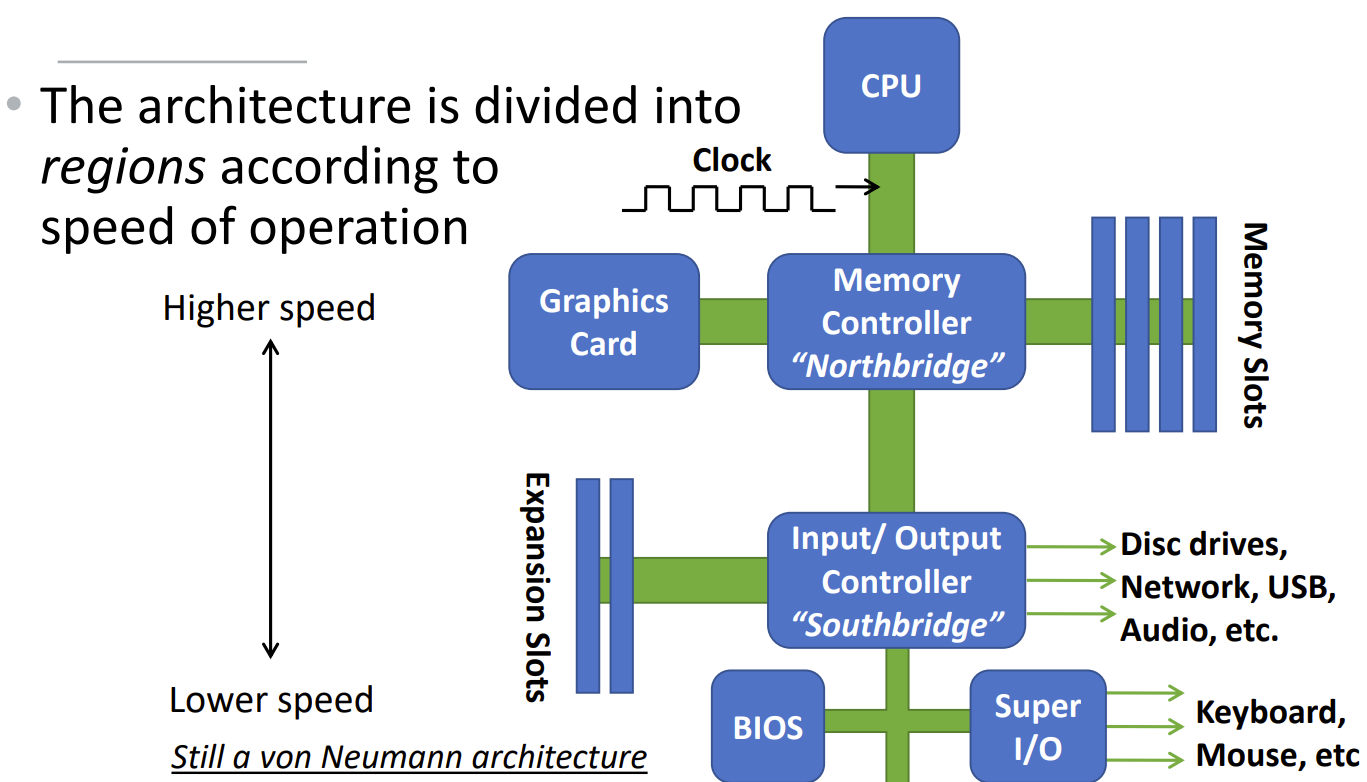 • The architecture is divided into
regions according to
speed of operation
Higher speed
Lower speed
Still a von Neumann architecture
CPU
Clock
Graphics
Card
Memory
Controller
“Northbridge”
Memory Slots
Expansion Slots
Input/ Output
Controller
“Southbridge”
Disc drives,
Network, USB,
Audio, etc.
BIOS
Super
I/O
Keyboard,
Mouse, etc